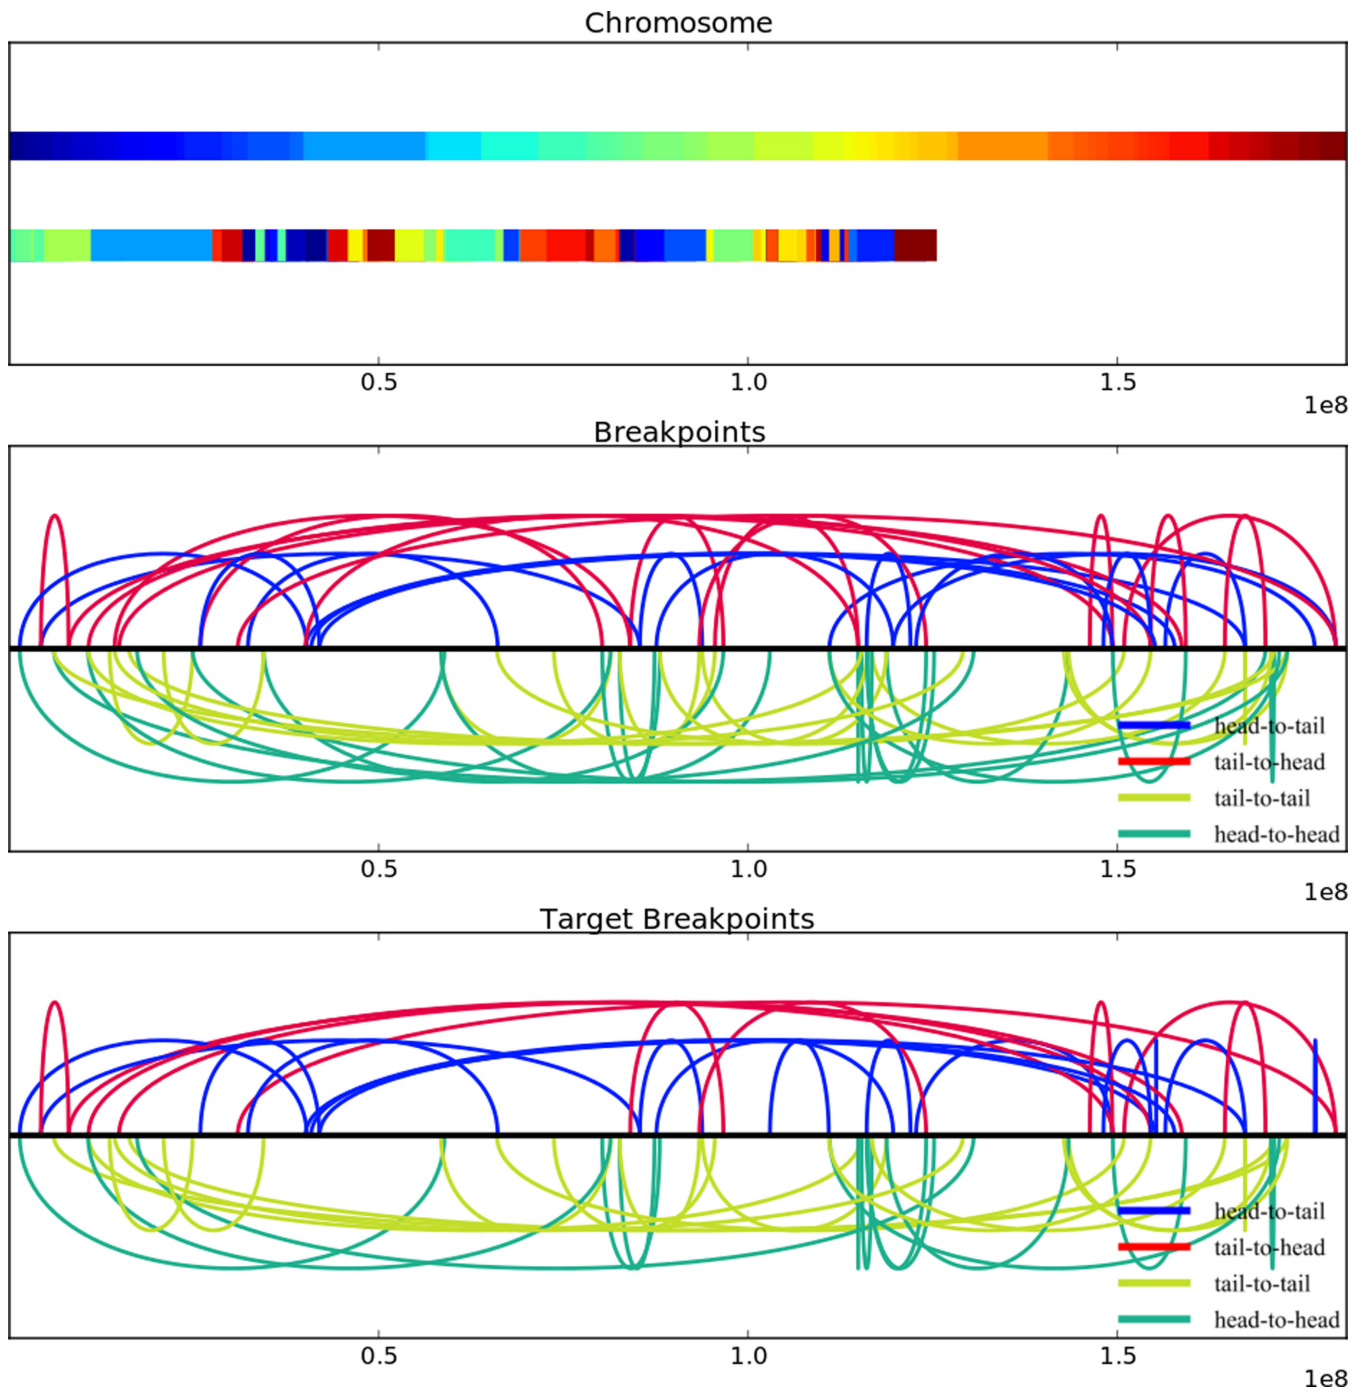 Chromosome
0.5 1.0 1.5
1e8
Breakpoints
head-to-tail
tail-to-head
tail-to-tail
head-to-head
0.5 1.0 1.5
1e8
Target Breakpoints
head-to-tail
tail-to-head
tail-to-tail
head-to-head
0.5 1.0 1.5
1e8